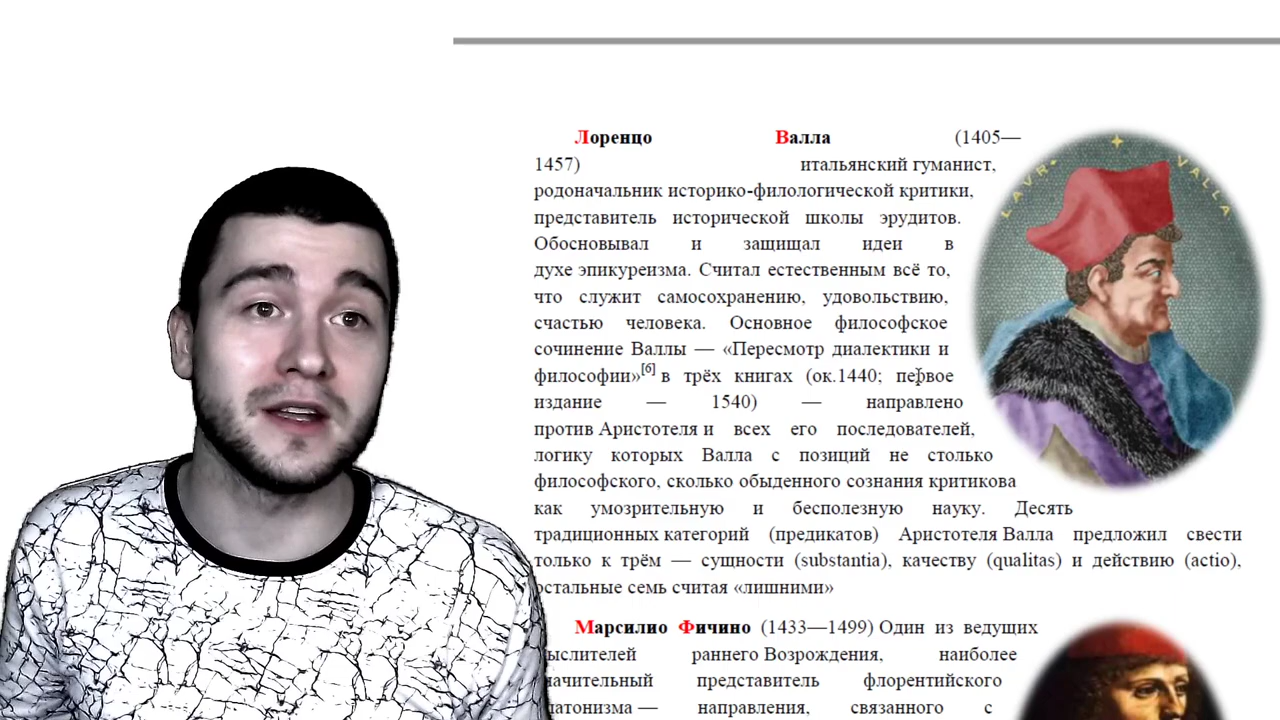 Лоренцо Валла (1405—
1457) итальянский гуманист,
родоначальник историко-филологической критики,
представитель исторической школы эрудитов.
Обосновывал и защищал идеи в
духе эпикуреизма. Считал естественным всё то,
что служит самосохранению, удовольствию,
счастью человека. Основное философское
сочинение Валлы — «Пересмотр диалектики и
философии»[6] в трёх книгах (ок.1440; первое
издание — 1540) — направлено
против Аристотеля и всех его последователей,
логику которых Валла с позиций не столько
философского, сколько обыденного сознания критикова
как умозрительную и бесполезную науку. Десять
традиционных категорий (предикатов) Аристотеля Валла предложил свести
только к трём — сущности (substantia), качеству (qualitas) и действию (actio),
остальные семь считая «лишними»
LAVR VALLA
Марсилио Фичино (1433—1499) Один из ведущих
ыслителей раннего Возрождения, наиболее
начительный представитель флорентийского
латонизма — направления, связанного с